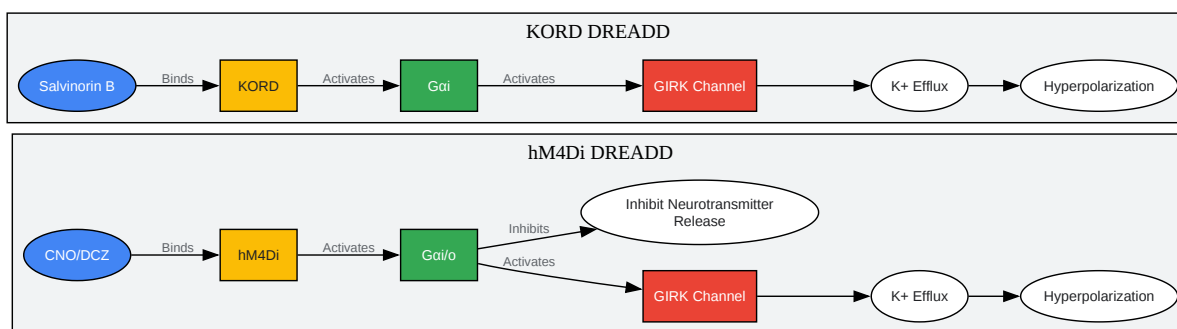 KORD DREADD
Salvinorin B
Binds
KORD
Activates
Gαi
Activates
GIRK Channel
K+ Efflux
Hyperpolarization
hM4Di DREADD
CNO/DCZ
Binds
hM4Di
Activates
Gαi/o
Inhibits
Inhibit Neurotransmitter
Release
Activates
GIRK Channel
K+ Efflux
Hyperpolarization